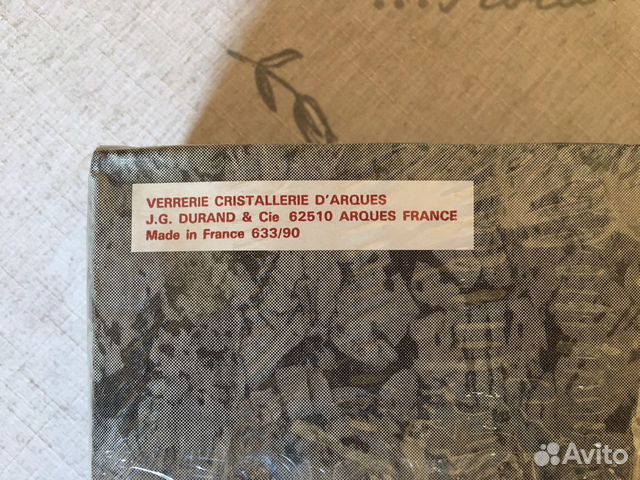 VERRERIE CRISTALLERIE D'ARQUES
J.G. DURAND & Cie 62510 ARQUES FRANCE
Made in France 633/90
Avito